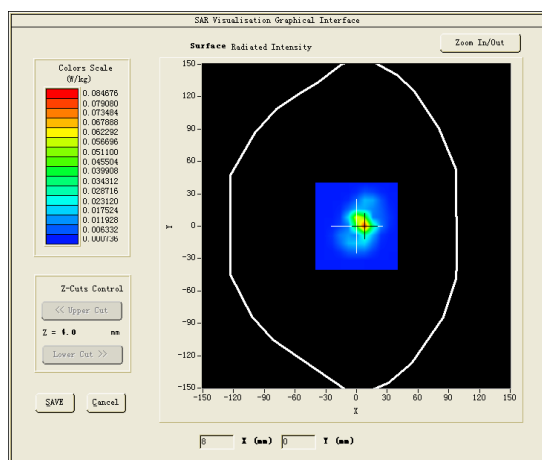 SAR Visualisation Graphical Interface
Surface Radiated Intensity
Zoom In/Out
Colors Scale
(W/kg)
0.084676
0.079080
0.073484
0.067888
0.062292
0.056696
0.051100
0.045504
0.039908
0.034312
0.028716
0.023120
0.017524
0.011928
0.006332
0.000736
150
120
90
60
30
Y
0
-30
-60
-90
-120
-150
-150 -120 -90 -60 -30 0 30 60 90 120 150
X
Z-Cuts Control
<< Upper Cut
Z = 4.0 mm
Lower Cut >>
SAVE Cancel
8 X (mm) 0 Y (mm)